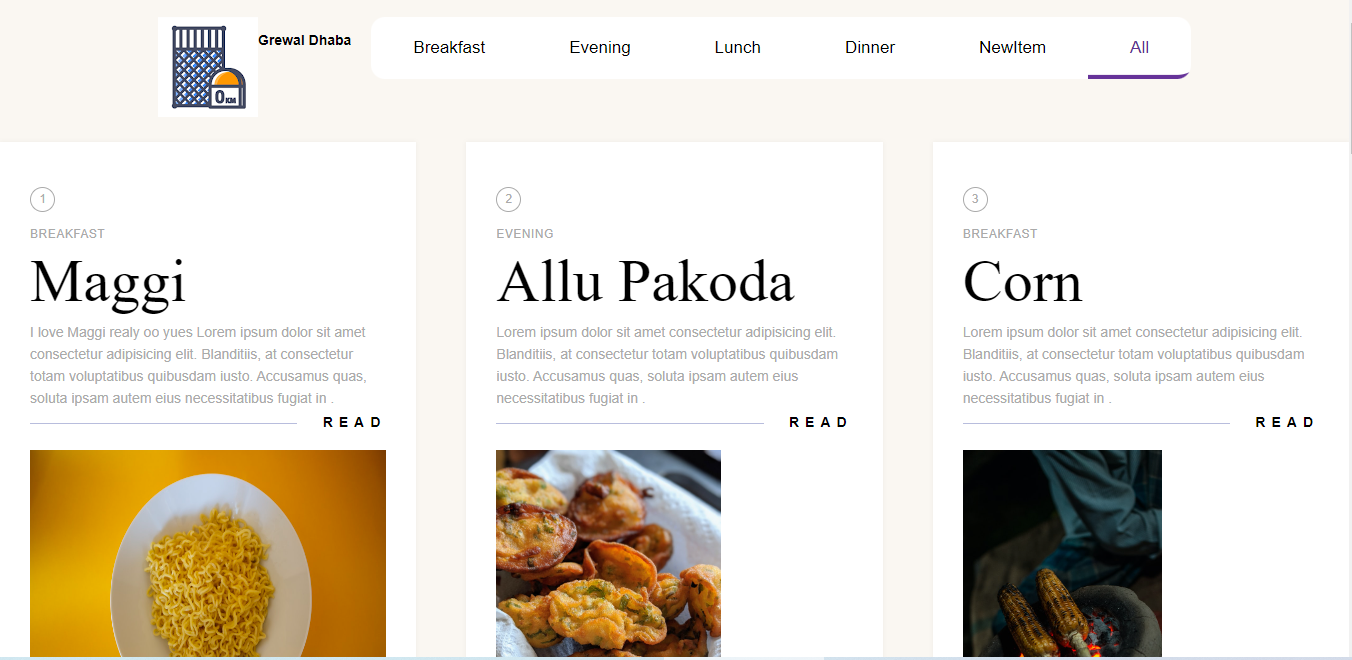 Grewal Dhaba
0 KM
Breakfast
Evening
Lunch
Dinner
NewItem
All
1
BREAKFAST
Maggi
I love Maggi realy oo yues Lorem ipsum dolor sit amet
consectetur adipisicing elit. Blanditiis, at consectetur
totam voluptatibus quibusdam iusto. Accusamus quas,
soluta ipsam autem eius necessitatibus fugiat in .
READ
2
EVENING
Allu Pakoda
Lorem ipsum dolor sit amet consectetur adipisicing elit.
Blanditiis, at consectetur totam voluptatibus quibusdam
iusto. Accusamus quas, soluta ipsam autem eius
necessitatibus fugiat in .
READ
3
BREAKFAST
Corn
Lorem ipsum dolor sit amet consectetur adipisicing elit.
Blanditiis, at consectetur totam voluptatibus quibusdam
iusto. Accusamus quas, soluta ipsam autem eius
necessitatibus fugiat in .
READ